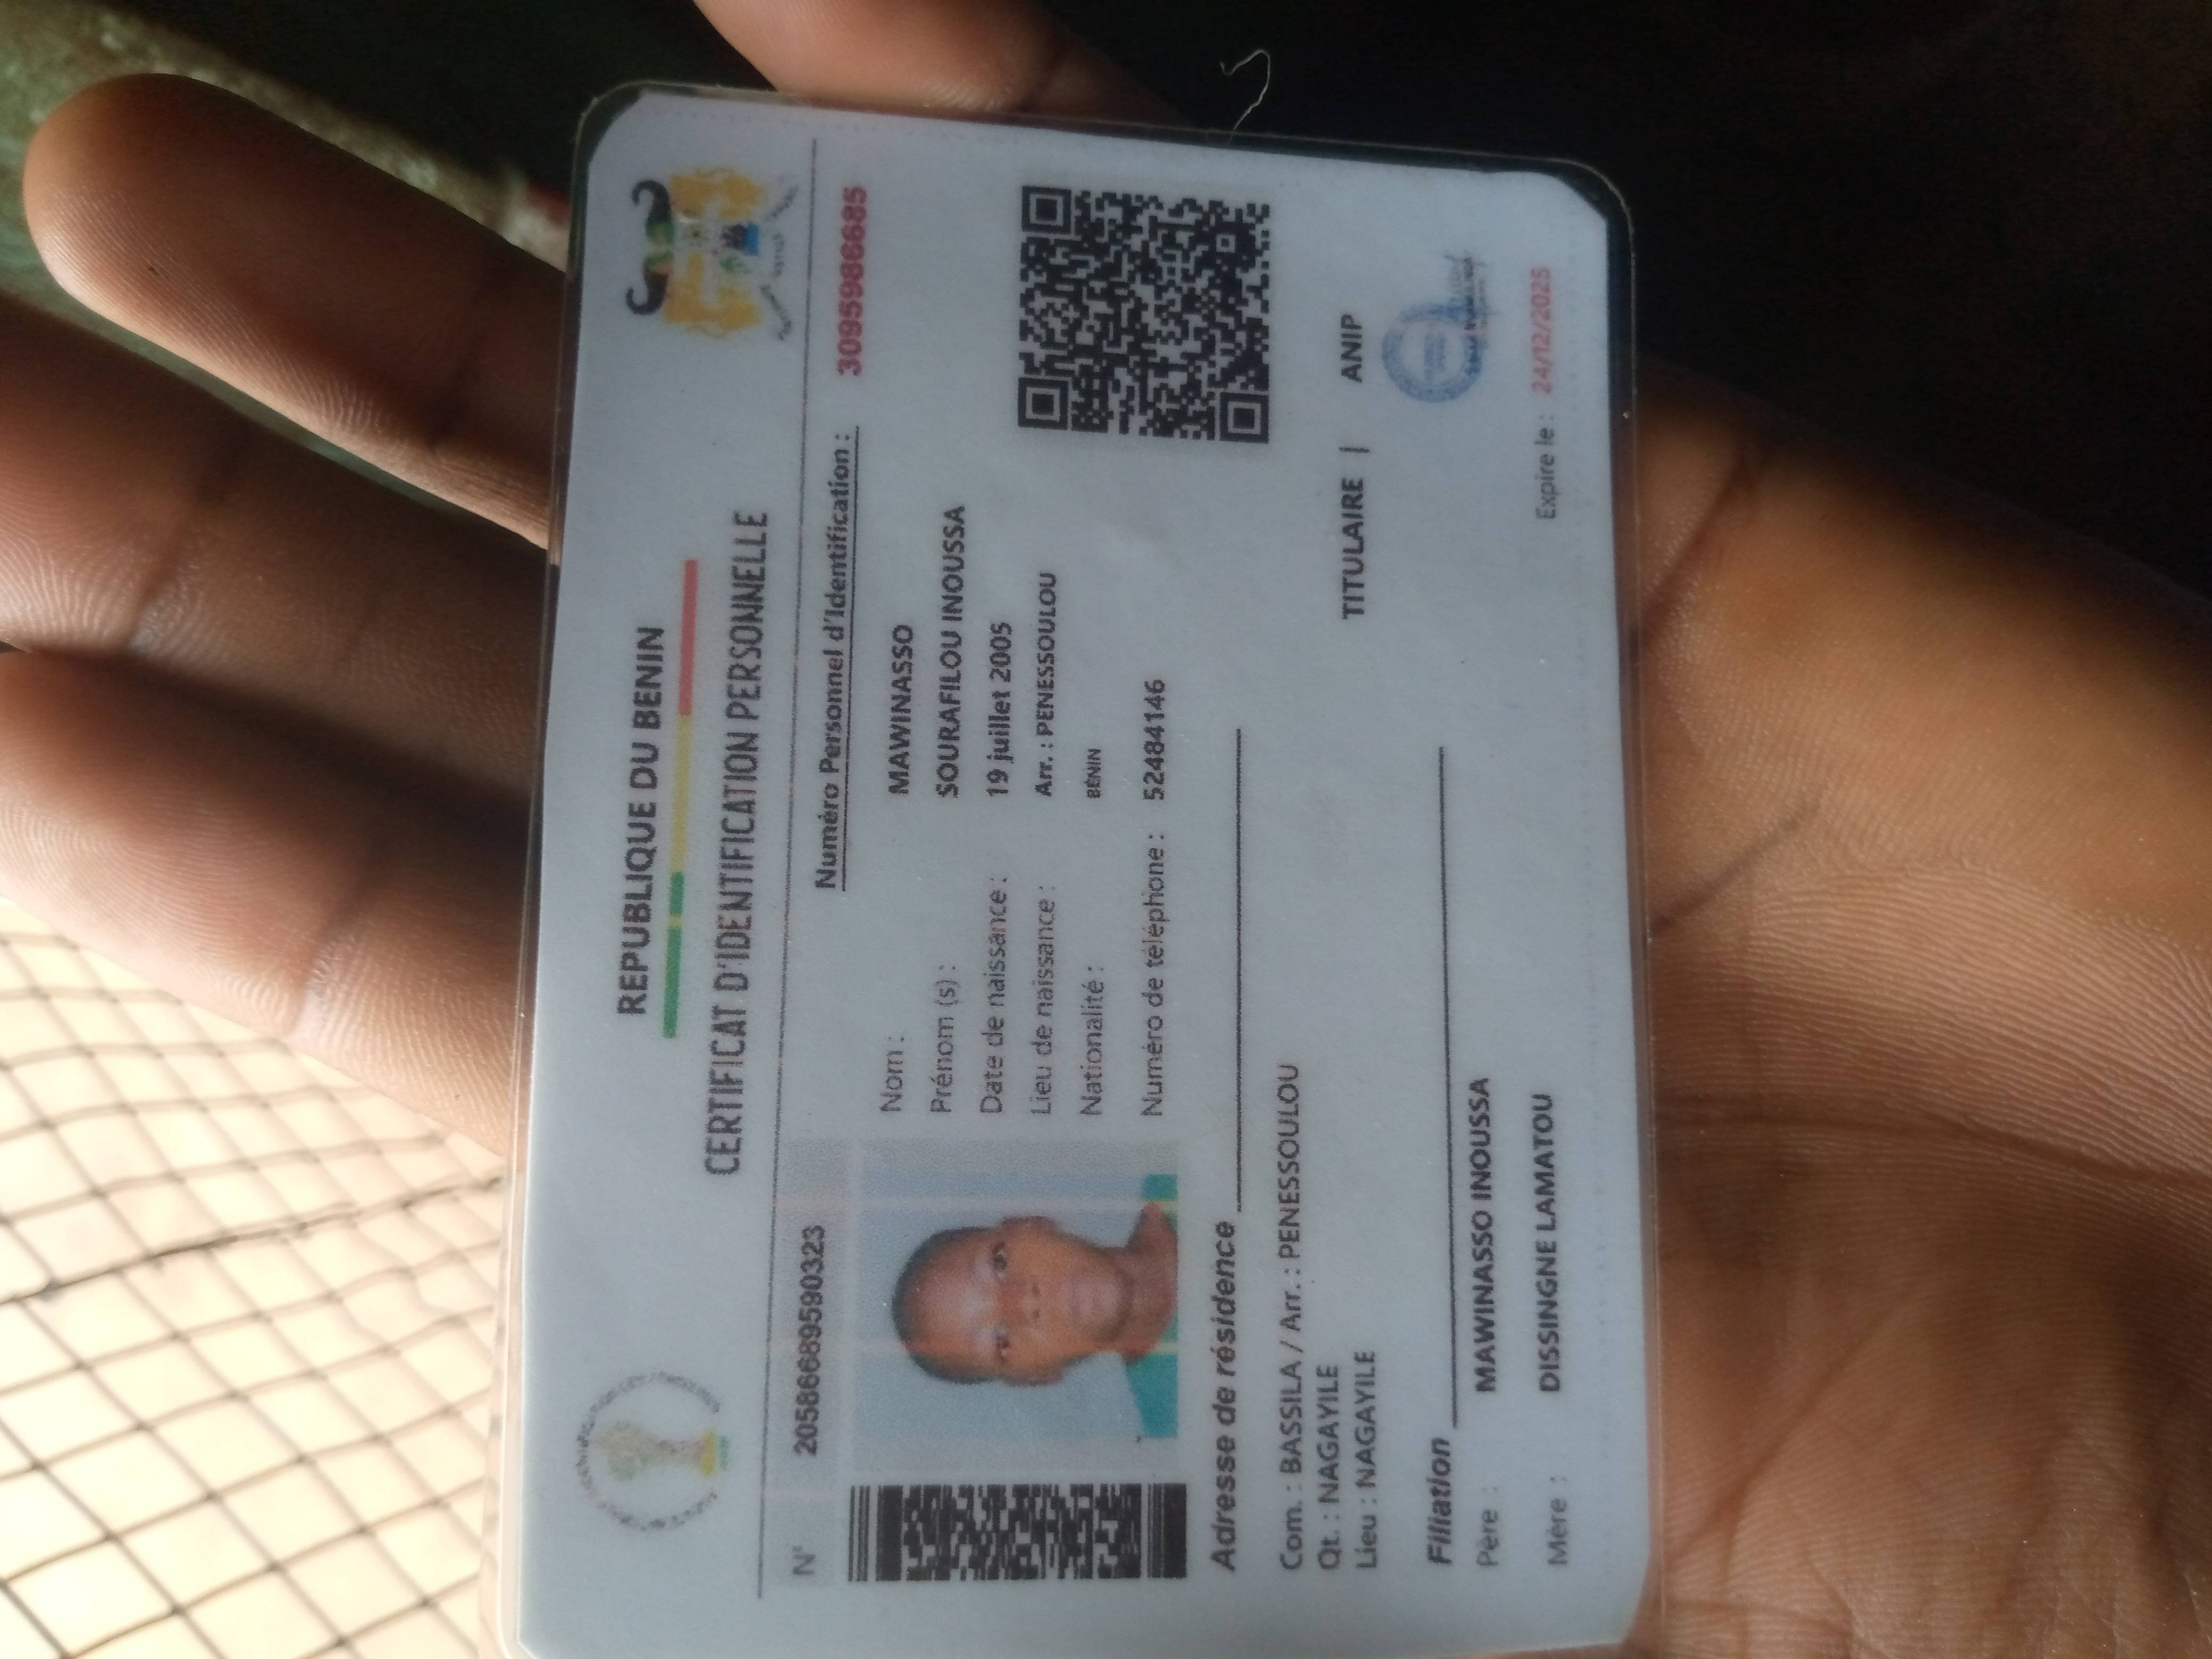 REPUBLIQUE DU BENIN
CERTIFICAT D'IDENTIFICATION PERSONNELLE
N° 2058668959590323
Numéro Personnel d'Identification : 3095986685
Nom : MAWINASSO
Prénom (s) : SOURAFILOU INOUSSA
Date de naissance : 19 juillet 2005
Lieu de naissance : Arr. : PENESSOULOU
Nationalité : BÉNIN
Numéro de téléphone : 52484146
Adresse de résidence
Com. : BASSILA / Arr. : PENESSOULOU
Qt. : NAGAYILE
Lieu : NAGAYILE
TITULAIRE | ANIP
Filiation
Père : MAWINASSO INOUSSA
Mère : DISSINGNE LAMATOU
Expire le : 24/12/2025